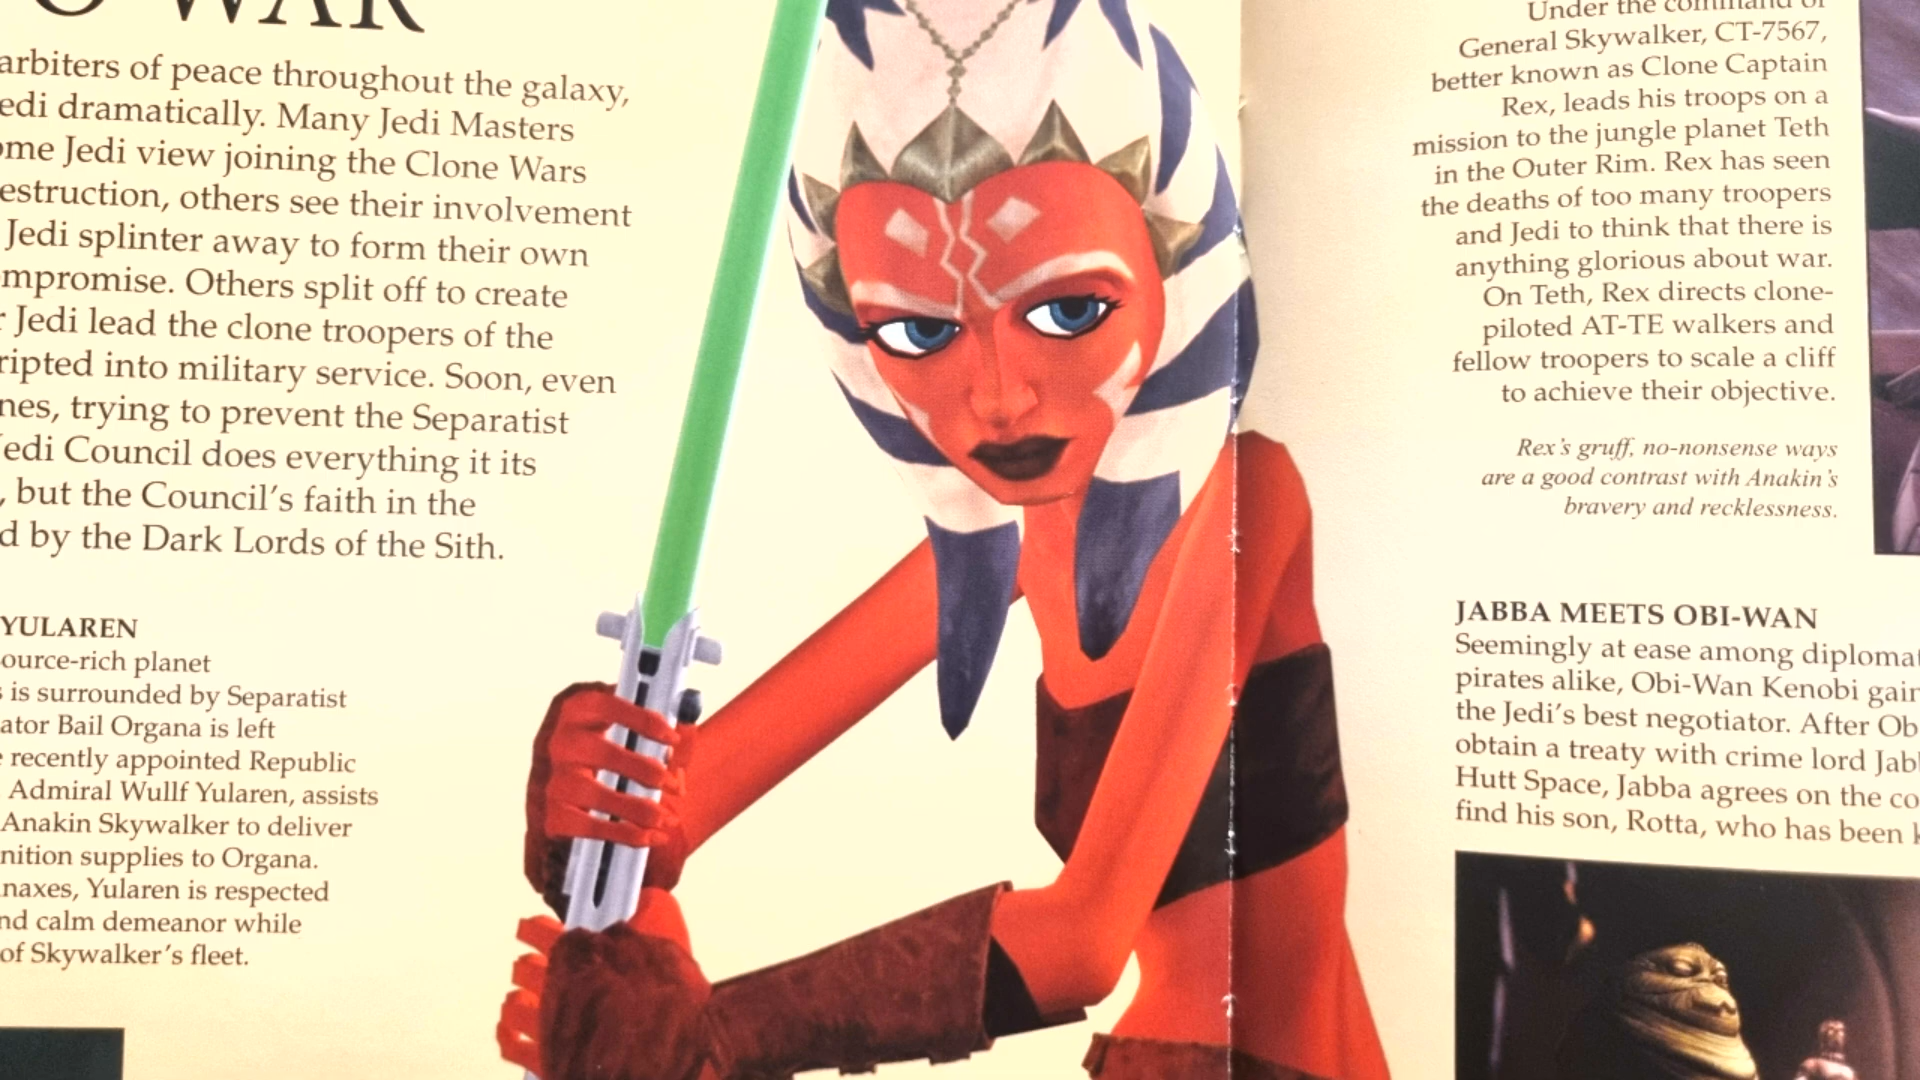 O WAR
arbiters of peace throughout the galaxy,
edi dramatically. Many Jedi Masters
ome Jedi view joining the Clone Wars
estruction, others see their involvement
Jedi splinter away to form their own
mpromise. Others split off to create
r Jedi lead the clone troopers of the
ripted into military service. Soon, even
nes, trying to prevent the Separatist
Jedi Council does everything it its
, but the Council's faith in the
d by the Dark Lords of the Sith.
YULAREN
ource-rich planet
s is surrounded by Separatist
ator Bail Organa is left
e recently appointed Republic
Admiral Wullf Yularen, assists
Anakin Skywalker to deliver
nition supplies to Organa.
naxes, Yularen is respected
nd calm demeanor while
of Skywalker's fleet.
Under the command of
General Skywalker, CT-7567,
better known as Clone Captain
Rex, leads his troops on a
mission to the jungle planet Teth
in the Outer Rim. Rex has seen
the deaths of too many troopers
and Jedi to think that there is
anything glorious about war.
On Teth, Rex directs clone-
piloted AT-TE walkers and
fellow troopers to scale a cliff
to achieve their objective.
Rex's gruff, no-nonsense ways
are a good contrast with Anakin's
bravery and recklessness.
JABBA MEETS OBI-WAN
Seemingly at ease among diplomat
pirates alike, Obi-Wan Kenobi gain
the Jedi's best negotiator. After Ob
obtain a treaty with crime lord Jab
Hutt Space, Jabba agrees on the co
find his son, Rotta, who has been k